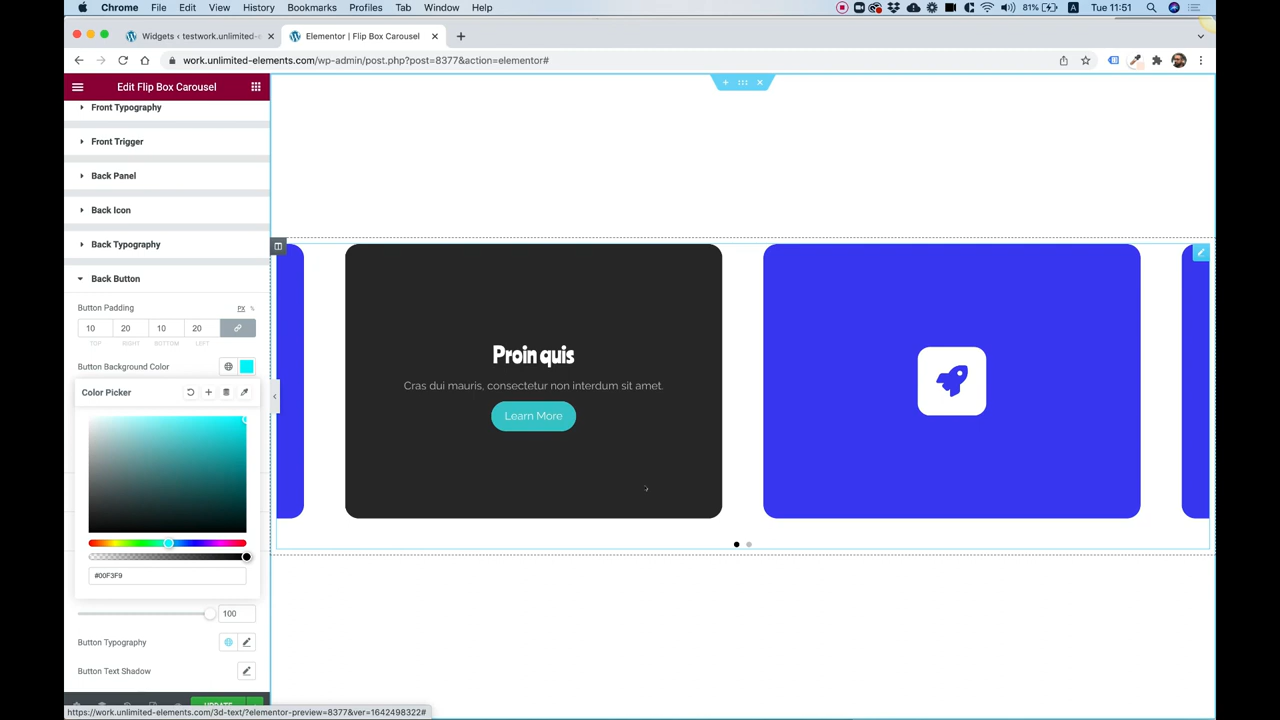 Chrome File Edit View History Bookmarks Profiles Tab Window Help 81% A Tue 11:51
Widgets ‹ testwork.unlimited-e Elementor | Flip Box Carousel
work.unlimited-elements.com/wp-admin/post.php?post=8377&action=elementor#
Edit Flip Box Carousel
Front Typography
Front Trigger
Back Panel
Back Icon
Back Typography
Back Button
Button Padding PX %
10 20 10 20
TOP RIGHT BOTTOM LEFT
Button Background Color
Color Picker
#00F3F9
100
Button Typography
Button Text Shadow
UPDATE
https://work.unlimited-elements.com/3d-text/?elementor-preview=8377&ver=1642498322#
Proin quis
Cras dui mauris, consectetur non interdum sit amet.
Learn More